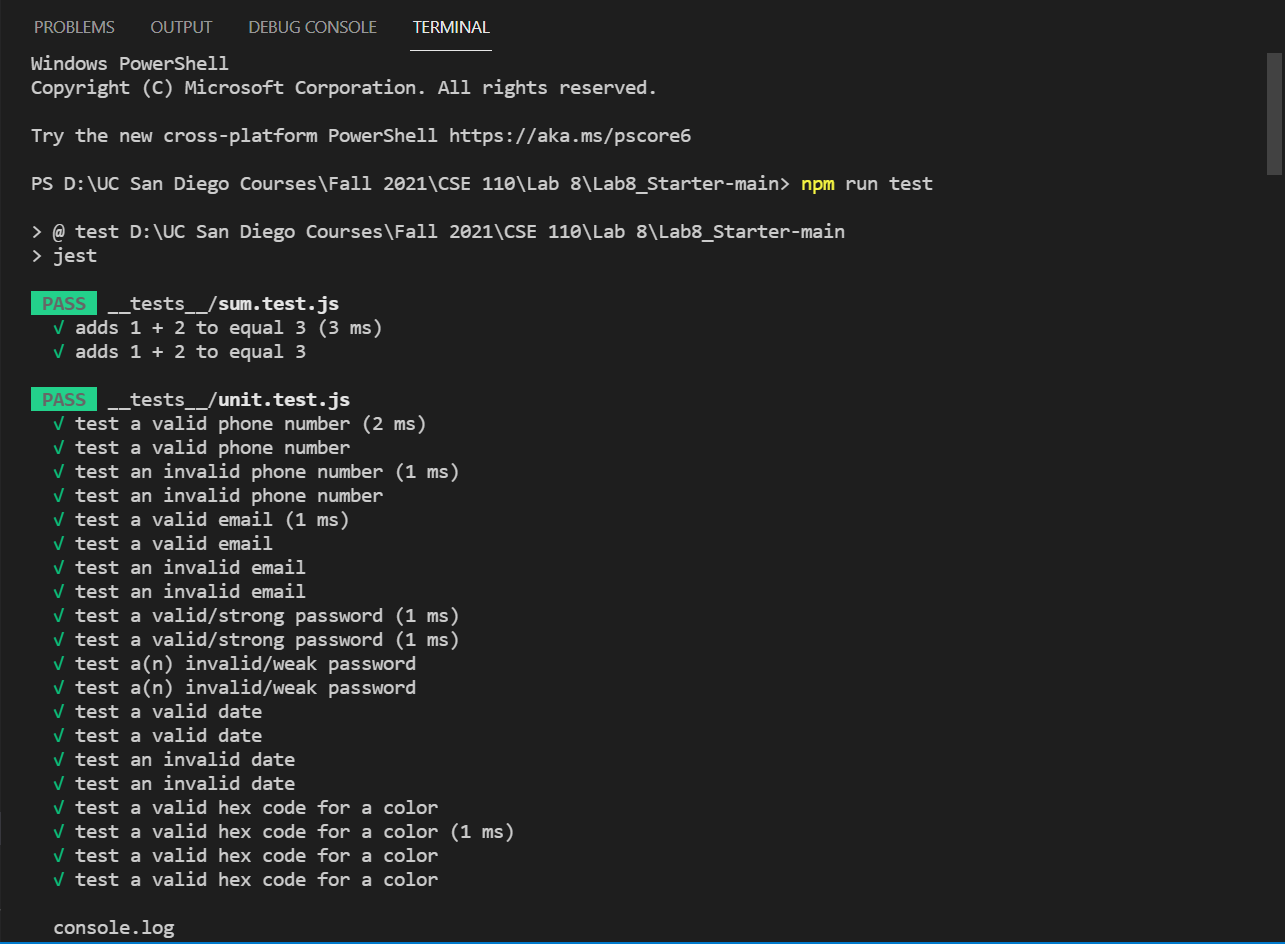 PROBLEMS OUTPUT DEBUG CONSOLE TERMINAL
Windows PowerShell
Copyright (C) Microsoft Corporation. All rights reserved.
Try the new cross-platform PowerShell https://aka.ms/pscore6
PS D:\UC San Diego Courses\Fall 2021\CSE 110\Lab 8\Lab8_Starter-main> npm run test
> @ test D:\UC San Diego Courses\Fall 2021\CSE 110\Lab 8\Lab8_Starter-main
> jest
PASS __tests__/sum.test.js
√ adds 1 + 2 to equal 3 (3 ms)
√ adds 1 + 2 to equal 3
PASS __tests__/unit.test.js
√ test a valid phone number (2 ms)
√ test a valid phone number
√ test an invalid phone number (1 ms)
√ test an invalid phone number
√ test a valid email (1 ms)
√ test a valid email
√ test an invalid email
√ test an invalid email
√ test a valid/strong password (1 ms)
√ test a valid/strong password (1 ms)
√ test a(n) invalid/weak password
√ test a(n) invalid/weak password
√ test a valid date
√ test a valid date
√ test an invalid date
√ test an invalid date
√ test a valid hex code for a color
√ test a valid hex code for a color (1 ms)
√ test a valid hex code for a color
√ test a valid hex code for a color
console.log